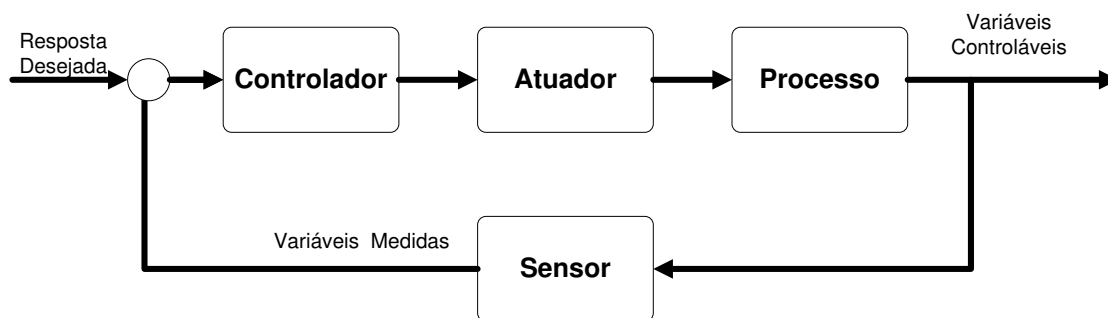 Resposta
Desejada
Controlador
Atuador
Processo
Variáveis
Controláveis
Variáveis Medidas
Sensor